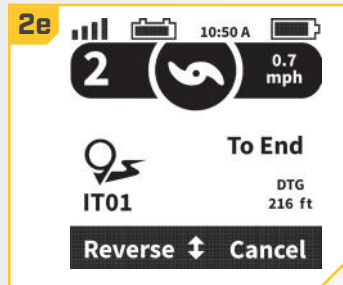 2e
10:50 A
2
0.7
mph
To End
IT01
DTG
216 ft
Reverse ↕ Cancel